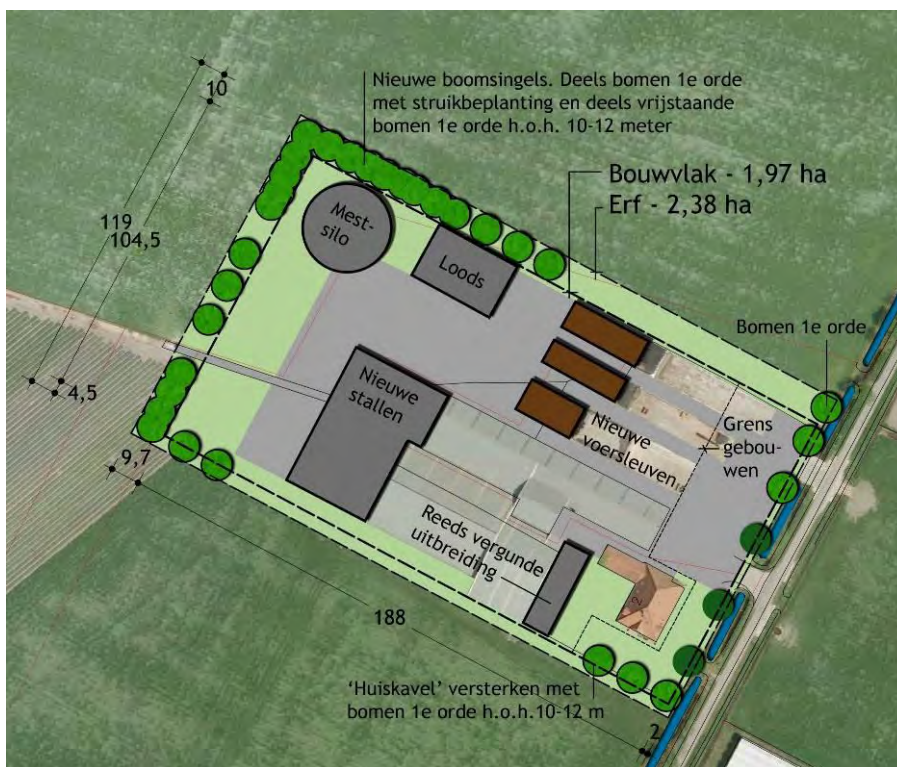 10
Nieuwe boomsingels. Deels bomen 1e orde
met struikbeplanting en deels vrijstaande
bomen 1e orde h.o.h. 10-12 meter
Bouwvlak - 1,97 ha
Erf - 2,38 ha
119
104,5
Mest-
silo
Loods
Bomen 1e orde
4,5
Nieuwe
stallen
Nieuwe
voersleuven
Grens
gebou-
wen
9,7
Reeds vergunde
uitbreiding
2
188
'Huiskavel' versterken met
bomen 1e orde h.o.h.10-12 m
2